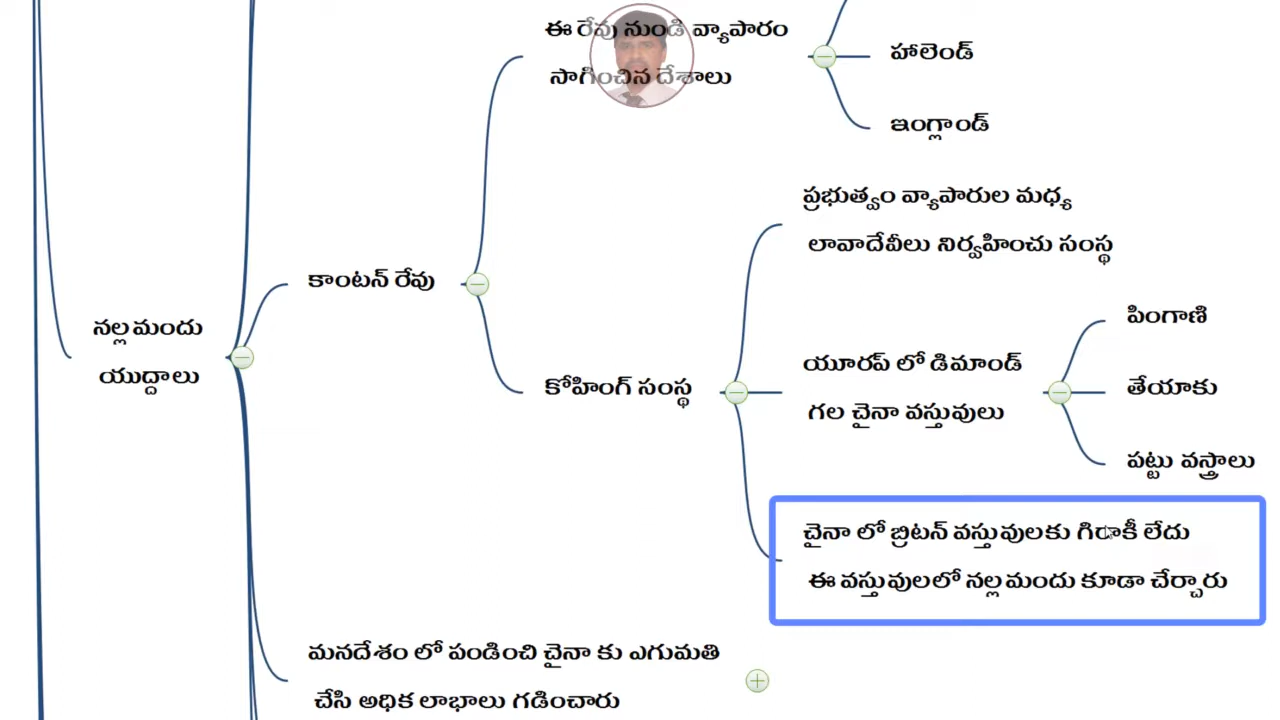 ఈ రేవు నుండి వ్యాపారం
సాగించిన దేశాలు
హాలెండ్
ఇంగ్లాండ్
ప్రభుత్వం వ్యాపారుల మధ్య
లావాదేవీలు నిర్వహించు సంస్థ
కాంటన్ రేవు
పింగాణి
నల్లమందు
యుద్దాలు
యూరప్ లో డిమాండ్
గల చైనా వస్తువులు
తేయాకు
కోహింగ్ సంస్థ
పట్టు వస్త్రాలు
చైనా లో బ్రిటన్ వస్తువులకు గిరాకీ లేదు
ఈ వస్తువులలో నల్లమందు కూడా చేర్చారు
మనదేశం లో పండించి చైనా కు ఎగుమతి
చేసి అధిక లాభాలు గడించారు